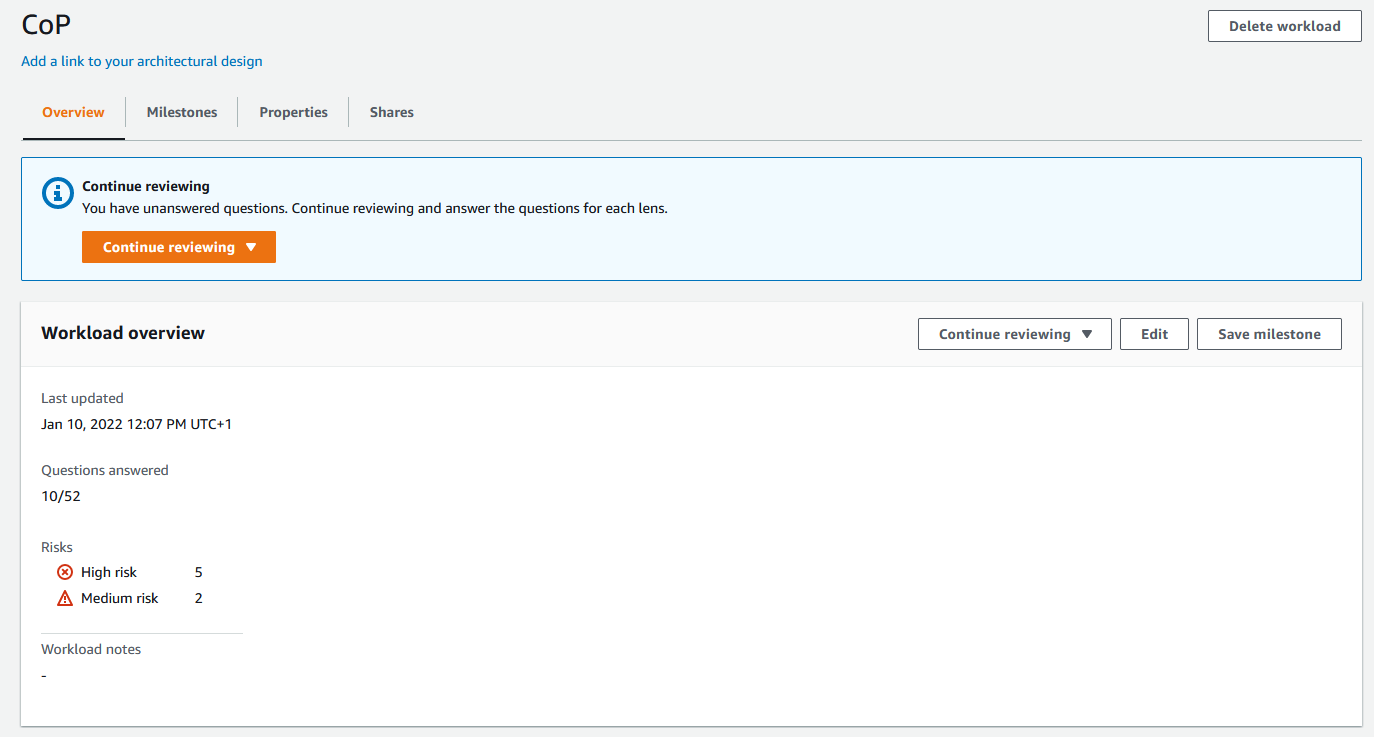 CoP
Delete workload
Add a link to your architectural design
Overview
Milestones
Properties
Shares
Continue reviewing
You have unanswered questions. Continue reviewing and answer the questions for each lens.
Continue reviewing
Workload overview
Continue reviewing
Edit
Save milestone
Last updated
Jan 10, 2022 12:07 PM UTC+1
Questions answered
10/52
Risks
High risk 5
Medium risk 2
Workload notes
-